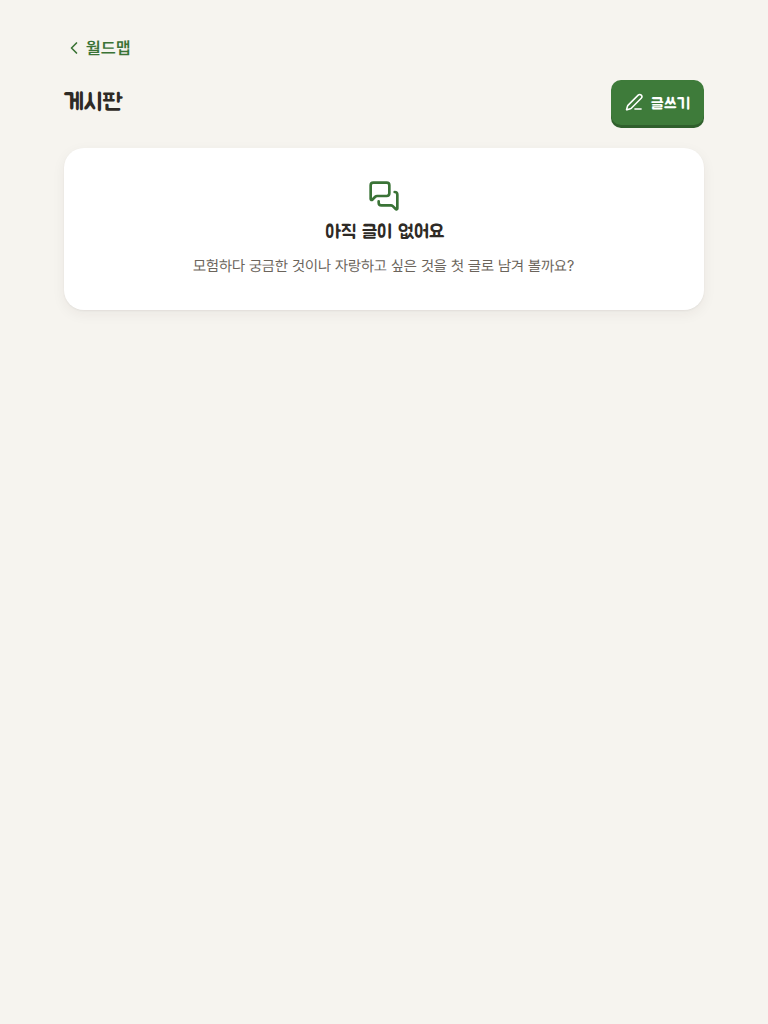 월드맵
게시판
글쓰기
아직 글이 없어요
모험하다 궁금한 것이나 자랑하고 싶은 것을 첫 글로 남겨 볼까요?